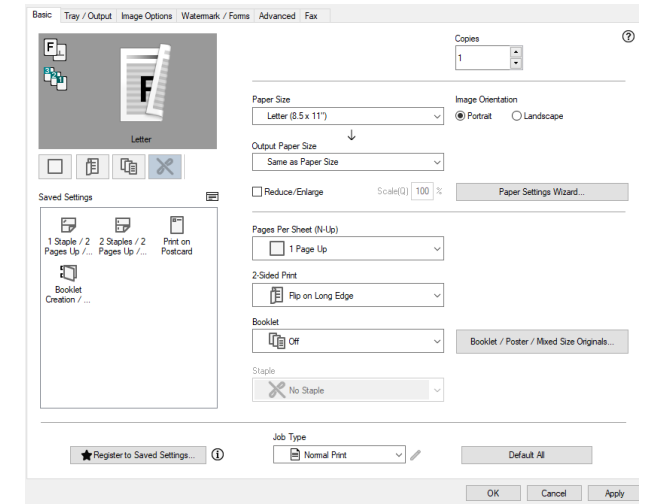 Basic Tray / Output Image Options Watermark / Forms Advanced Fax
F
321
F
Letter
Copies
1
Paper Size
Letter (8.5 x 11")
Image Orientation
Portrait Landscape
Output Paper Size
Same as Paper Size
Reduce/Enlarge Scale(Q) 100 %
Paper Settings Wizard...
Saved Settings
1 Staple / 2
Pages Up /...
2 Staples / 2
Pages Up /...
Print on
Postcard
Booklet
Creation / ...
Pages Per Sheet (N-Up)
1 Page Up
2-Sided Print
Flip on Long Edge
Booklet
Off
Booklet / Poster / Mixed Size Originals...
Staple
No Staple
Register to Saved Settings...
Job Type
Normal Print
Default All
OK Cancel Apply